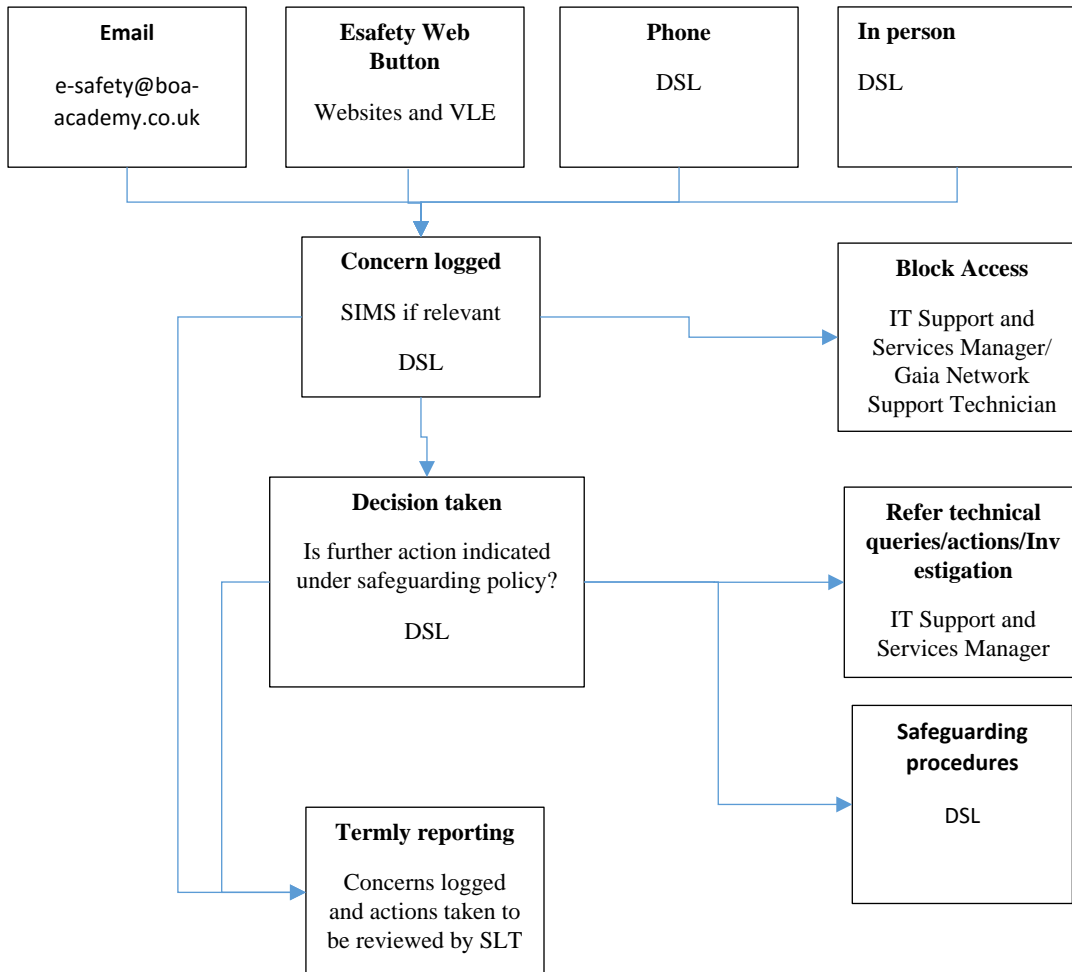 Email
e-safety@boa-
academy.co.uk
Esafety Web
Button
Websites and VLE
Phone
DSL
In person
DSL
Concern logged
SIMS if relevant
DSL
Block Access
IT Support and
Services Manager/
Gaia Network
Support Technician
Decision taken
Is further action indicated
under safeguarding policy?
DSL
Refer technical
queries/actions/Inv
estigation
IT Support and
Services Manager
Safeguarding
procedures
DSL
Termly reporting
Concerns logged
and actions taken to
be reviewed by SLT